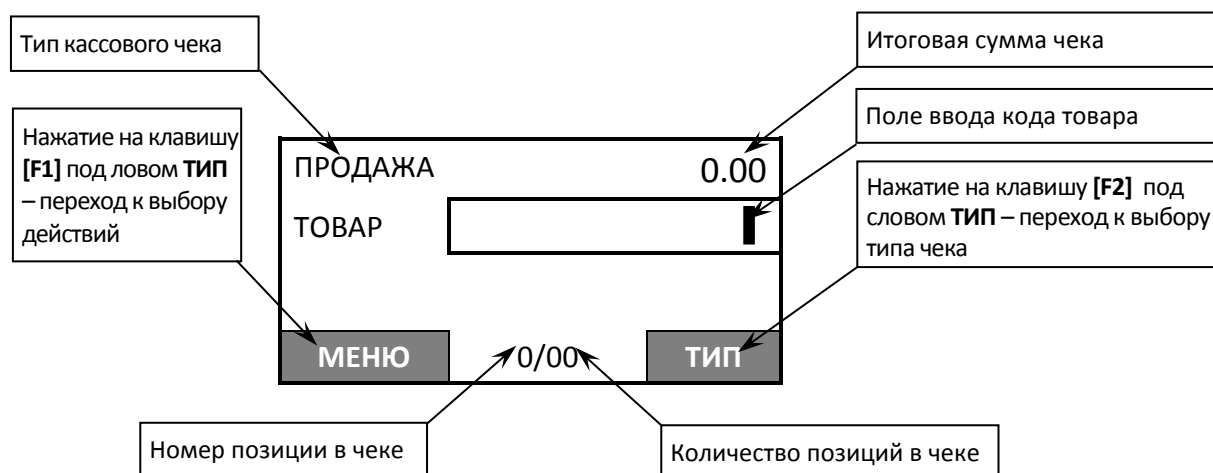 Тип кассового чека
Итоговая сумма чека
Нажатие на клавишу
[F1] под ловом ТИП
– переход к выбору
действий
Поле ввода кода товара
Нажатие на клавишу [F2] под
словом ТИП – переход к выбору
типа чека
ПРОДАЖА 0.00
ТОВАР
МЕНЮ 0/00 ТИП
Номер позиции в чеке
Количество позиций в чеке